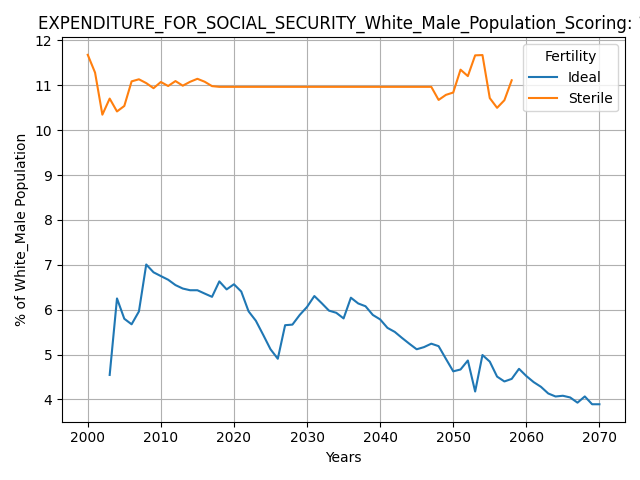 EXPENDITURE_FOR_SOCIAL_SECURITY_White_Male_Population_Scoring:
12
11
10
9
8
7
6
5
4
% of White_Male Population
Fertility
Ideal
Sterile
2000 2010 2020 2030 2040 2050 2060 2070
Years